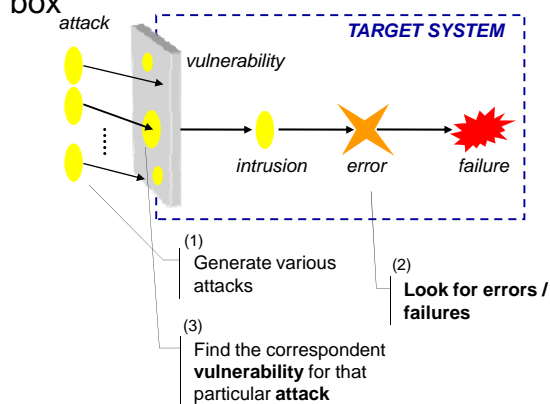 box
attack
TARGET SYSTEM
vulnerability
intrusion
error
failure
(1)
Generate various
attacks
(2)
Look for errors /
failures
(3)
Find the correspondent
vulnerability for that
particular attack